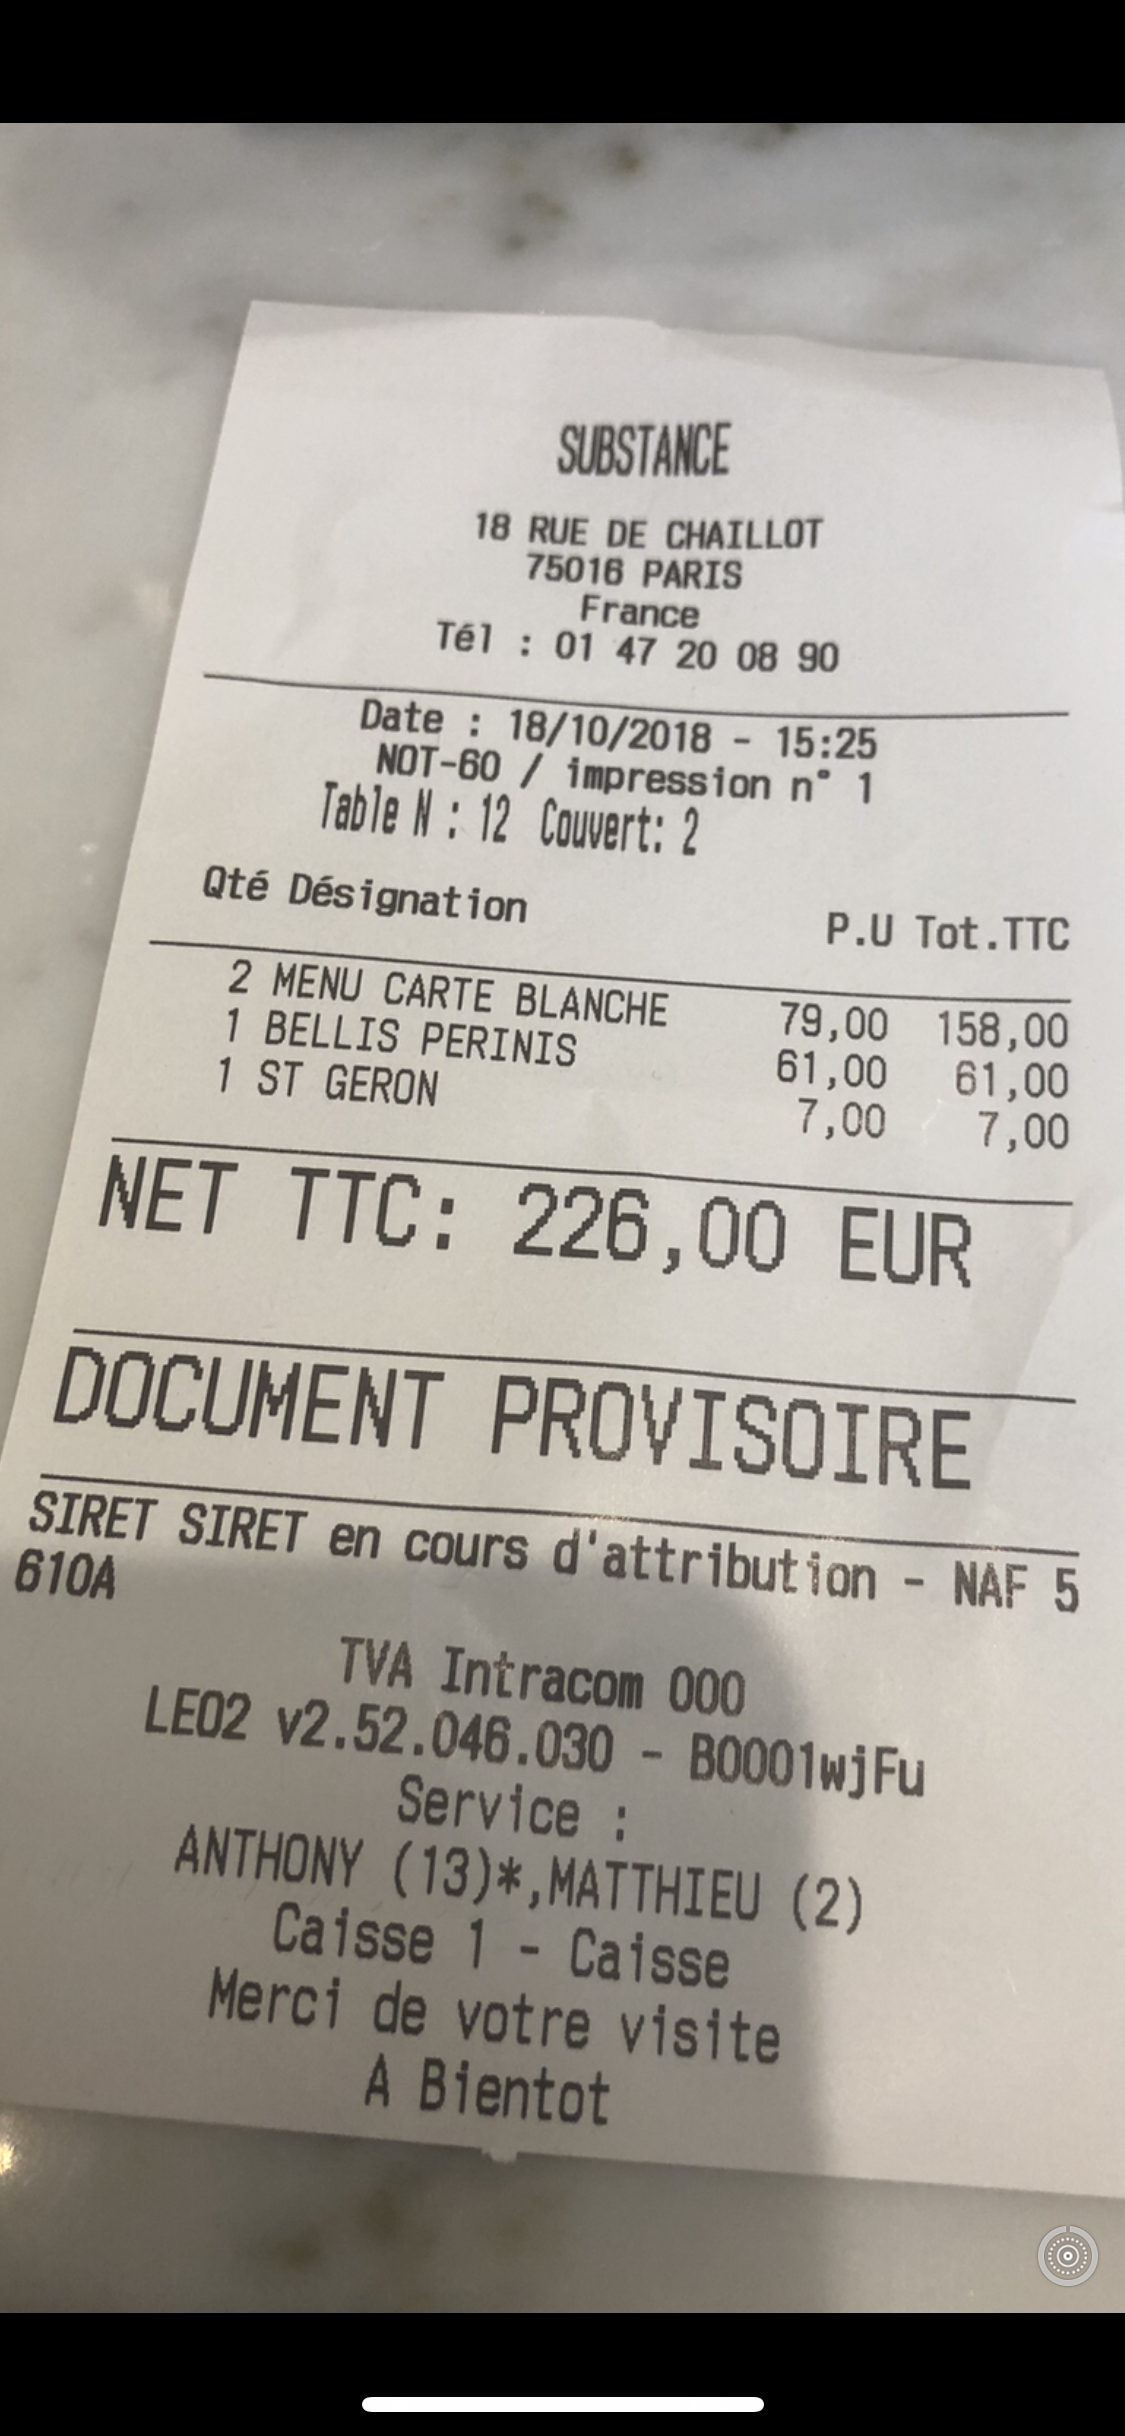 SUBSTANCE
18 RUE DE CHAILLOT
75016 PARIS
France
Tél : 01 47 20 08 90
Date : 18/10/2018 - 15:25
NOT-60 / impression n° 1
Table N : 12 Couvert: 2
Qté Désignation P.U Tot.TTC
2 MENU CARTE BLANCHE 79,00 158,00
1 BELLIS PERINIS 61,00 61,00
1 ST GERON 7,00 7,00
NET TTC: 226,00 EUR
DOCUMENT PROVISOIRE
SIRET SIRET en cours d'attribution - NAF 5
610A
TVA Intracom 000
LEO2 v2.52.046.030 - B0001wjFu
Service :
ANTHONY (13)*,MATTHIEU (2)
Caisse 1 - Caisse
Merci de votre visite
A Bientot